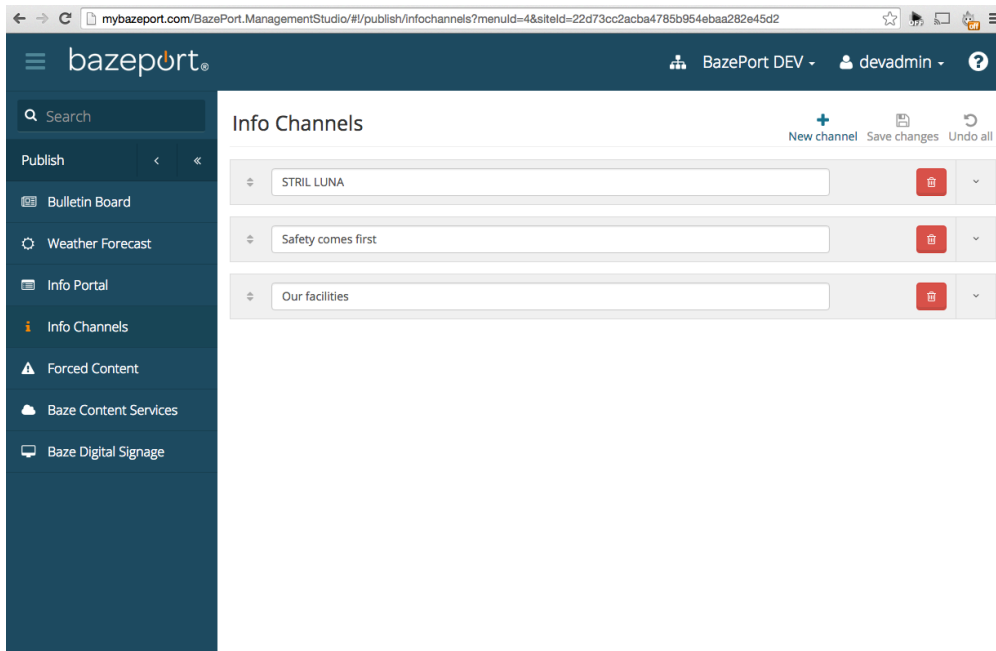 mybazeport.com/BazePort.ManagementStudio/#!/publish/infochannels?menuId=4&siteId=22d73cc2acba4785b954ebaa282e45d2
bazeport® BazePort DEV devadmin ?
Search
Info Channels
New channel Save changes Undo all
Publish
STRIL LUNA
Bulletin Board
Weather Forecast
Safety comes first
Info Portal
Our facilities
Info Channels
Forced Content
Baze Content Services
Baze Digital Signage